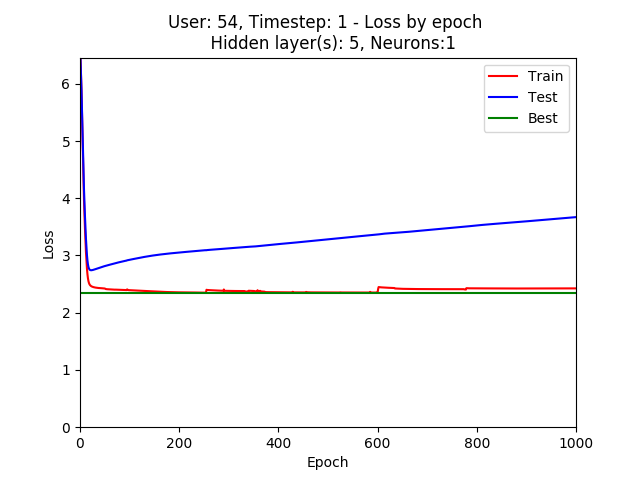 User: 54, Timestep: 1 - Loss by epoch
Hidden layer(s): 5, Neurons:1
Train
Test
Best
Loss
6
5
4
3
2
1
0
0 200 400 600 800 1000
Epoch